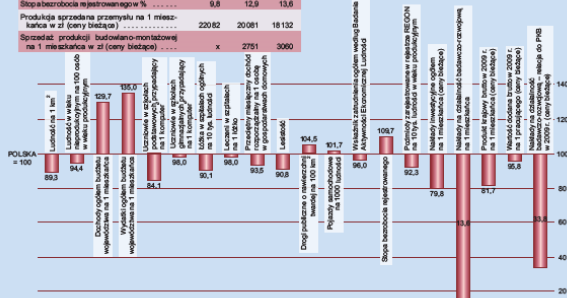 Stopa bezrobocia rejestrowanego w % . . . . . 9,8 12,9 13,6
Produkcja sprzedana przemysłu na 1 miesz-
kańca w zł (ceny bieżące) . . . . . . . . . . 22082 20081 18132
Sprzedaż produkcji budowlano-montażowej
na 1 mieszkańca w zł (ceny bieżące) . . . . x 2751 3060
POLSKA
= 100
Ludność na 1 km²
89,3
Ludność w wieku
nieprodukcyjnym na 100 osób
w wieku produkcyjnym
94,4
129,7
Dochody ogółem budżetu
województwa na 1 mieszkańca
135,0
Wydatki ogółem budżetu
województwa na 1 mieszkańca
Uczniowie w szkołach
podstawowych przypadający
na 1 komputer
84,1
Uczniowie w szkołach
gimnazjalnych przypadający
na 1 komputer
98,0
Łóżka w szpitalach ogólnych
na 10 tys. ludności
90,1
Leczeni w szpitalach
na 1 łóżko
98,0
Przeciętny miesięczny dochód
rozporządzalny na 1 osobę
w gospodarstwach domowych
93,5
Lesistość
90,8
104,5
Drogi publiczne o nawierzchni
twardej na 100 km²
101,7
Pojazdy samochodowe
na 1000 ludności
Wskaźnik zatrudnienia ogółem według Badania
Aktywności Ekonomicznej Ludności
96,0
109,7
Stopa bezrobocia rejestrowanego
Podmioty zarejestrowane w rejestrze REGON
na 10 tys. ludności w wieku produkcyjnym
92,3
Nakłady inwestycyjne ogółem
na 1 mieszkańca (ceny bieżące)
79,8
Nakłady na działalność badawczo-rozwojową
na 1 mieszkańca (ceny bieżące)
13,6
Produkt krajowy brutto w 2009 r.
na 1 mieszkańca (ceny bieżące)
81,7
Wartość dodana brutto w 2009 r.
na 1 pracującego (ceny bieżące)
95,8
Nakłady na działalność
badawczo-rozwojową – relacja do PKB
w 2009 r. (ceny bieżące)
33,8
140
100
80
60
40
20